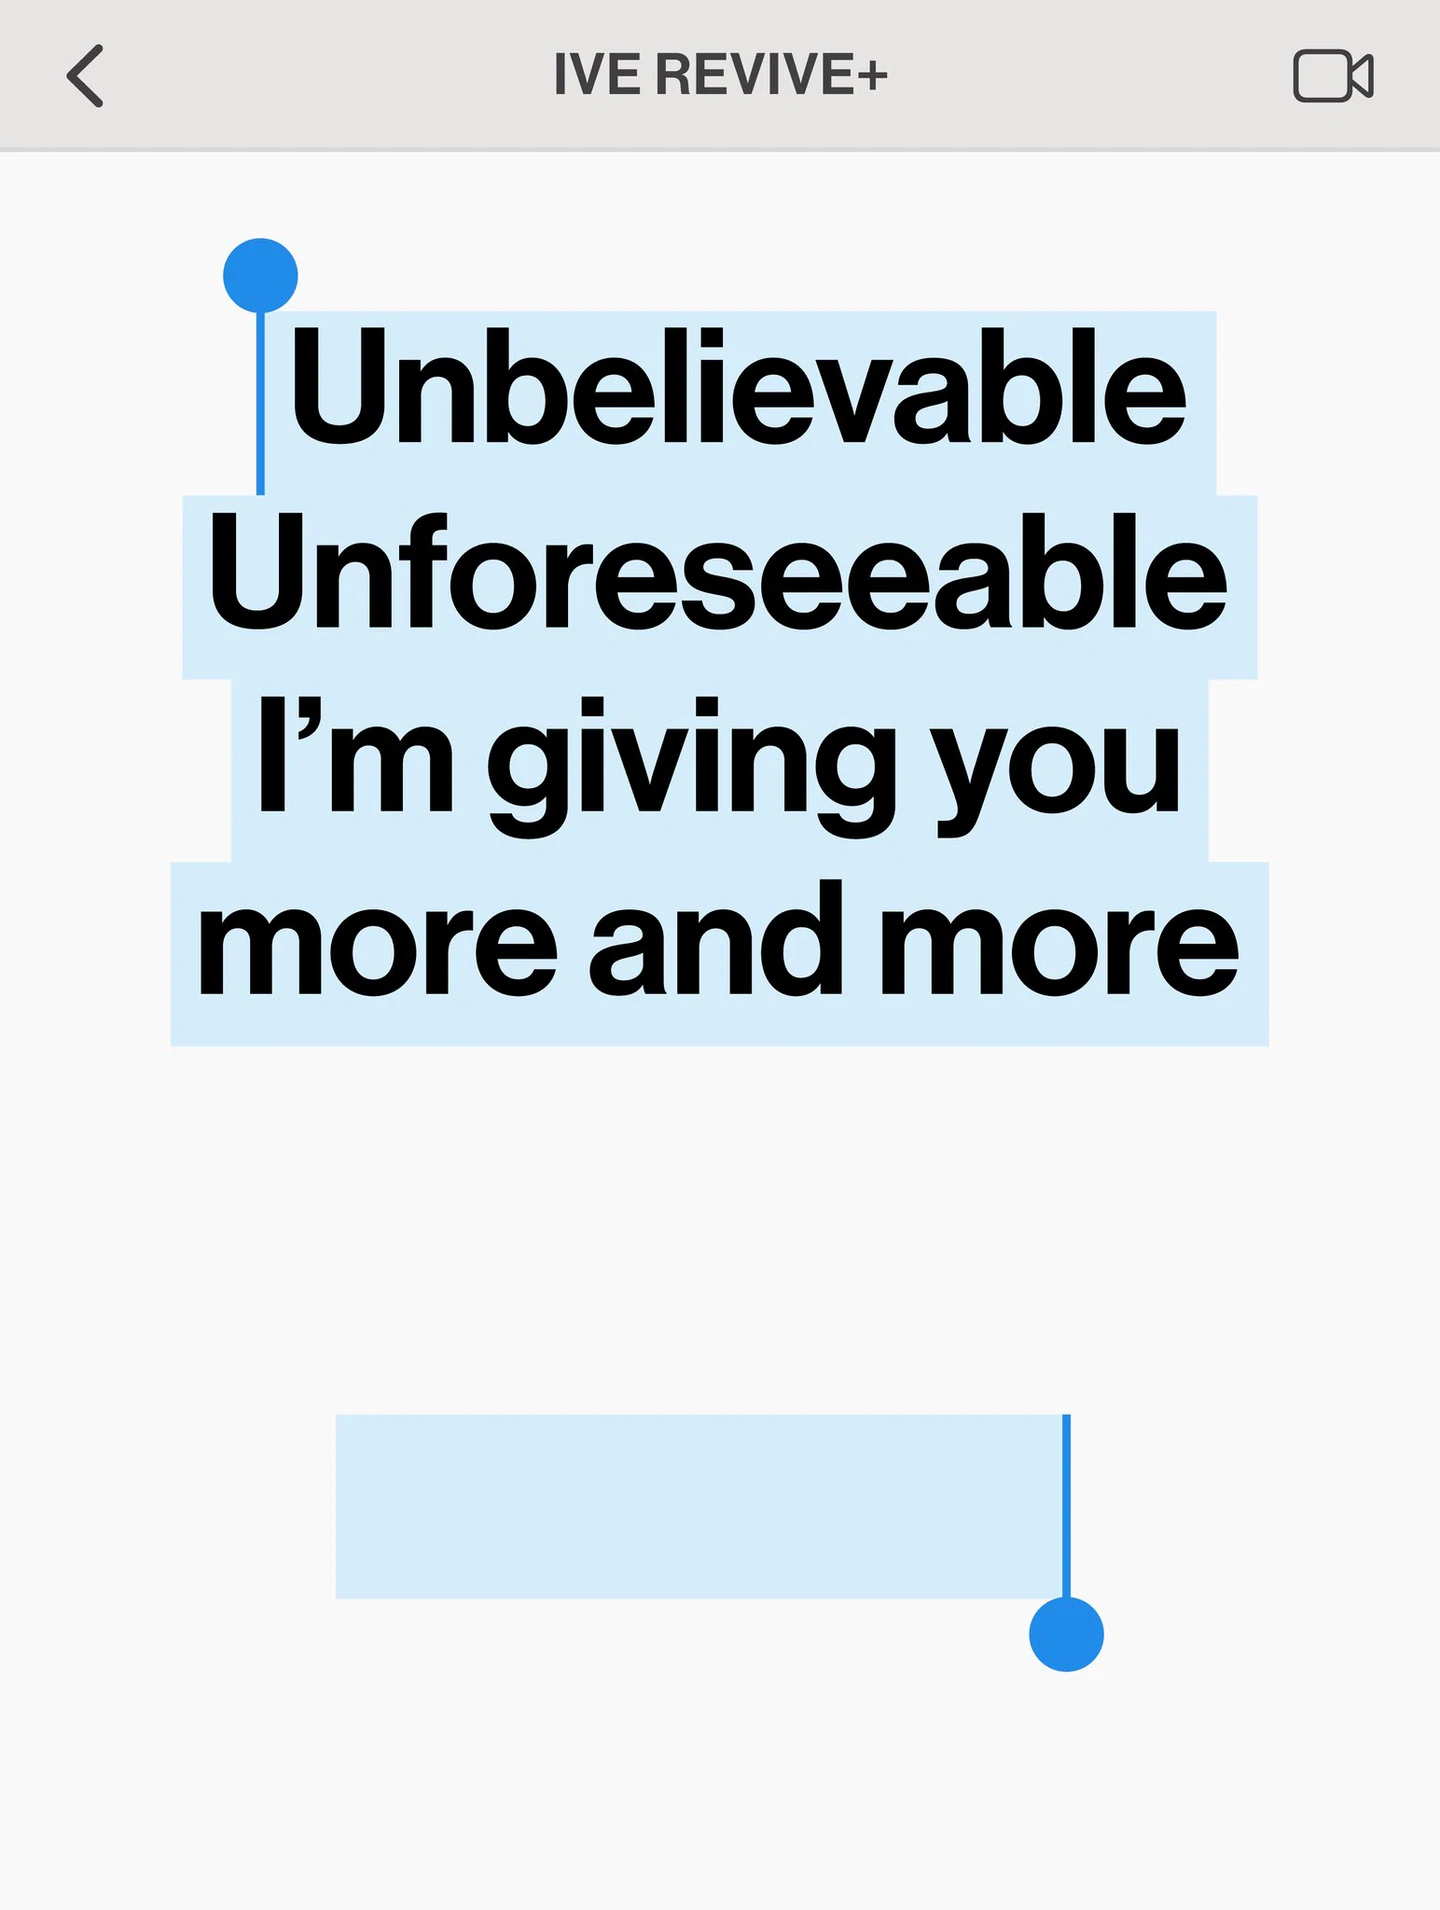 IVE REVIVE+
Unbelievable
Unforeseeable
I’m giving you
more and more